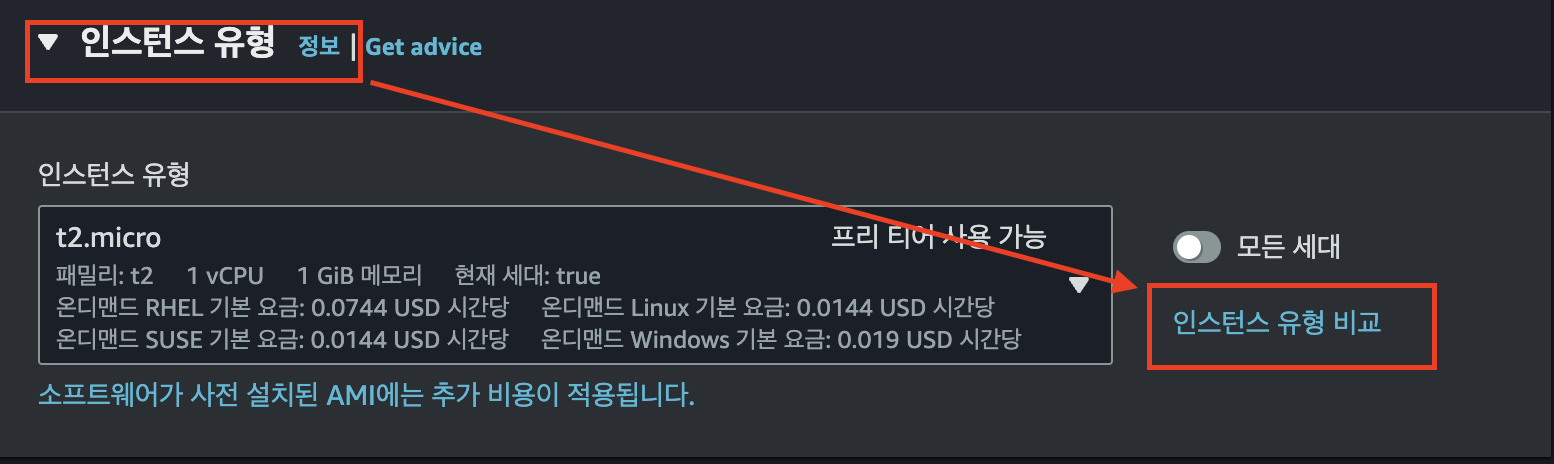 ▼ 인스턴스 유형 정보 | Get advice
인스턴스 유형
t2.micro 프리 티어 사용 가능
패밀리: t2 1 vCPU 1 GiB 메모리 현재 세대: true
온디맨드 RHEL 기본 요금: 0.0744 USD 시간당 온디맨드 Linux 기본 요금: 0.0144 USD 시간당
온디맨드 SUSE 기본 요금: 0.0144 USD 시간당 온디맨드 Windows 기본 요금: 0.019 USD 시간당
모든 세대
인스턴스 유형 비교
소프트웨어가 사전 설치된 AMI에는 추가 비용이 적용됩니다.